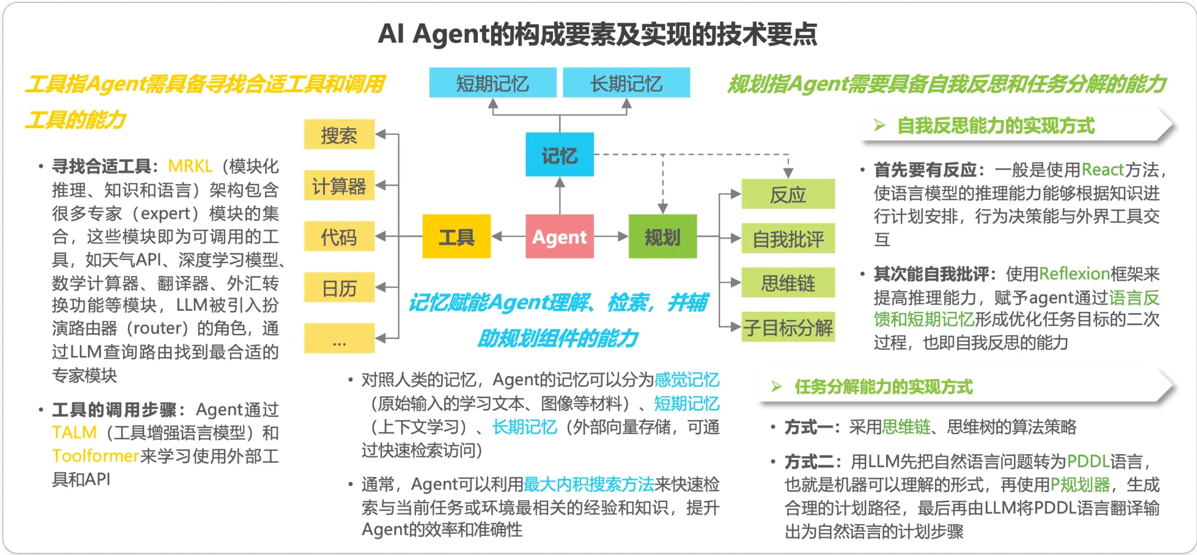 AI Agent的构成要素及实现的技术要点
工具指Agent需具备寻找合适工具和调用
工具的能力
• 寻找合适工具：MRKL（模块化
推理、知识和语言）架构包含
很多专家（expert）模块的集
合，这些模块即为可调用的工
具，如天气API、深度学习模型、
数学计算器、翻译器、外汇转
换功能等模块，LLM被引入扮
演路由器（router）的角色，通
过LLM查询路由找到最合适的
专家模块
• 工具的调用步骤：Agent通过
TALM（工具增强语言模型）和
Toolformer来学习使用外部工
具和API
短期记忆
长期记忆
记忆
搜索
计算器
代码
日历
...
工具
Agent
规划
反应
自我批评
思维链
子目标分解
记忆赋能Agent理解、检索，并辅
助规划组件的能力
• 对照人类的记忆，Agent的记忆可以分为感觉记忆
（原始输入的学习文本、图像等材料）、短期记忆
（上下文学习）、长期记忆（外部向量存储，可通
过快速检索访问）
• 通常，Agent可以利用最大内积搜索方法来快速检
索与当前任务或环境最相关的经验和知识，提升
Agent的效率和准确性
规划指Agent需要具备自我反思和任务分解的能力
➢ 自我反思能力的实现方式
• 首先要有反应：一般是使用React方法，
使语言模型的推理能力能够根据知识进
行计划安排，行为决策能与外界工具交
互
• 其次能自我批评：使用Reflexion框架来
提高推理能力，赋予agent通过语言反
馈和短期记忆形成优化任务目标的二次
过程，也即自我反思的能力
➢ 任务分解能力的实现方式
• 方式一：采用思维链、思维树的算法策略
• 方式二：用LLM先把自然语言问题转为PDDL语言，
也就是机器可以理解的形式，再使用P规划器，生成
合理的计划路径，最后再由LLM将PDDL语言翻译输
出为自然语言的计划步骤